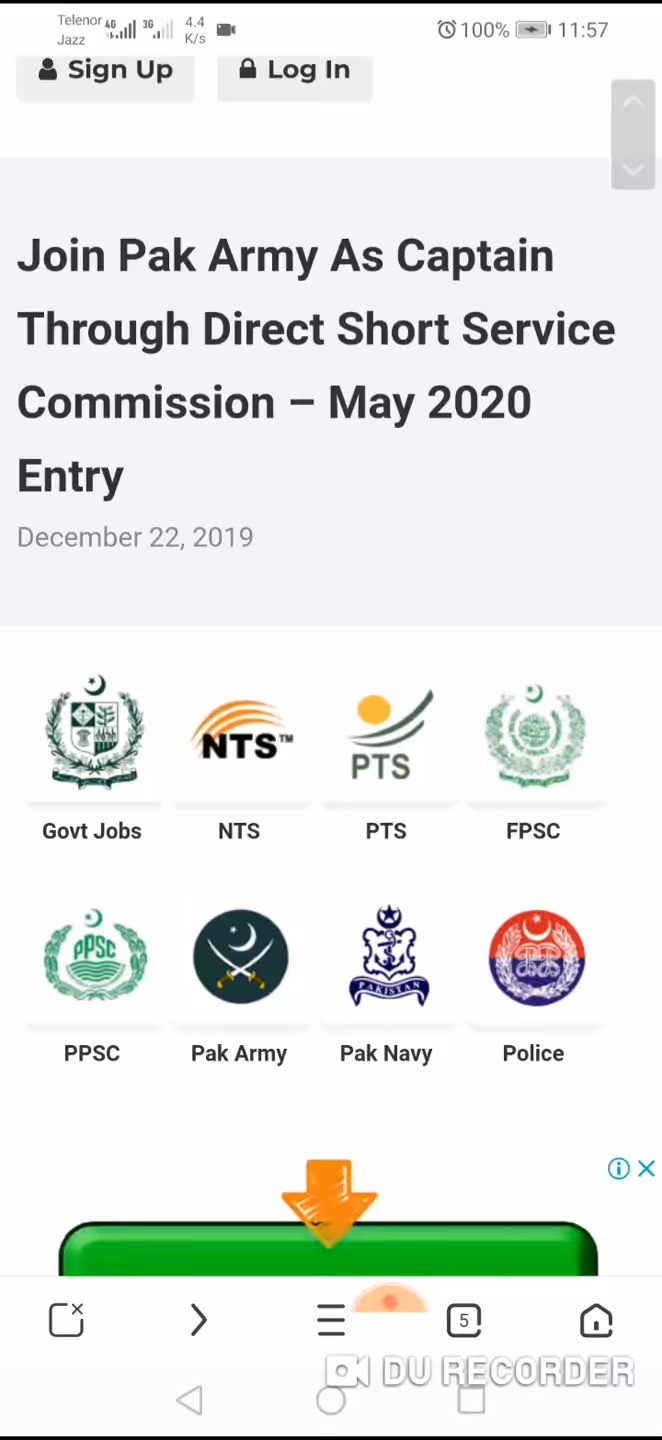 Telenor 4G 3G 4.4
Jazz K/s
100% 11:57
Sign Up Log In
Join Pak Army As Captain
Through Direct Short Service
Commission – May 2020
Entry
December 22, 2019
NTS™
PTS
Govt Jobs NTS PTS FPSC
PPSC
PAKISTAN
PPSC Pak Army Pak Navy Police
5
DU RECORDER